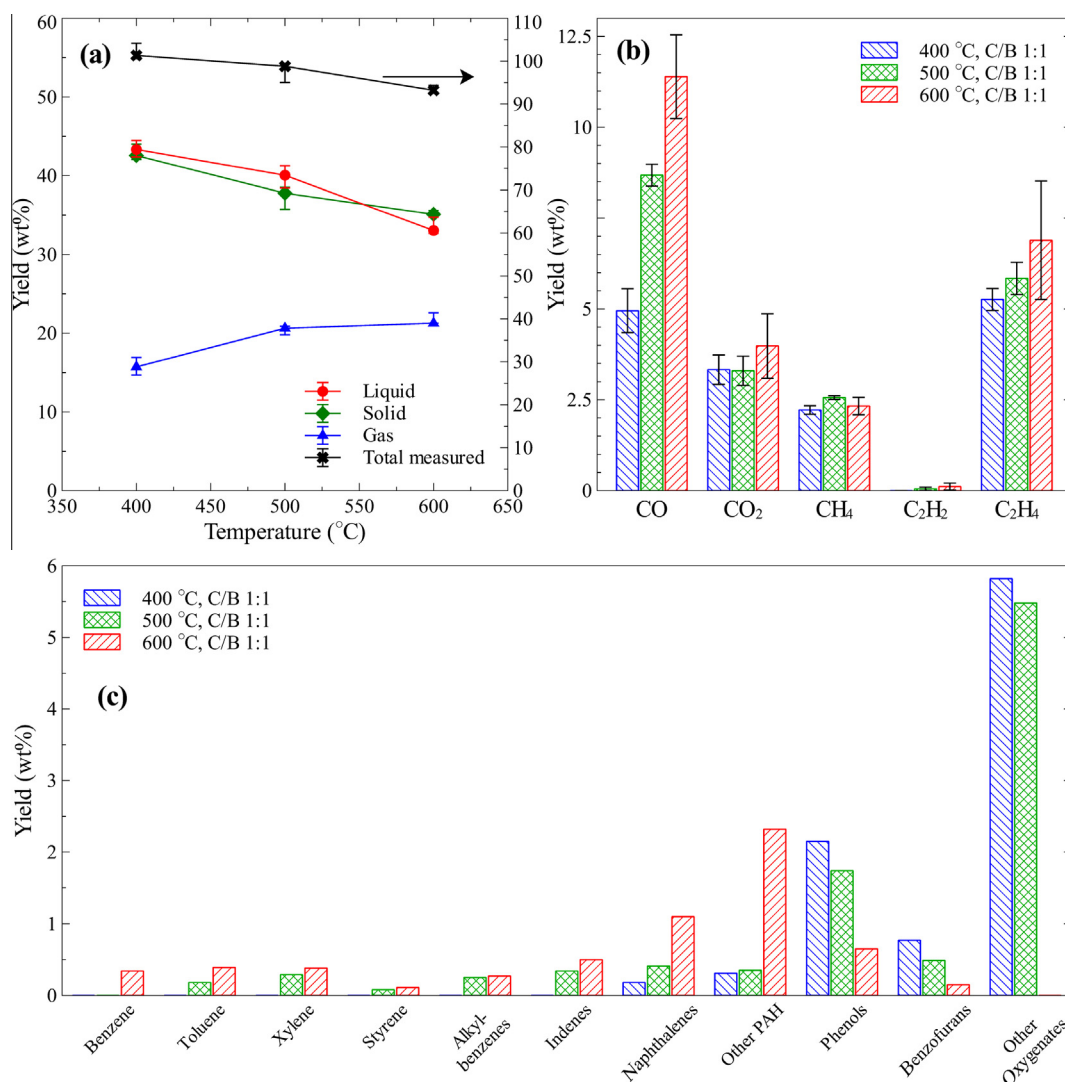 (a)
60
50
40
30
20
10
0
110
100
90
80
70
60
50
40
30
20
10
0
Yield (wt%)
Liquid
Solid
Gas
Total measured
350
400
450
500
550
600
650
Temperature (°C)
(b)
400 °C, C/B 1:1
500 °C, C/B 1:1
600 °C, C/B 1:1
12.5
10
7.5
5
2.5
0
Yield (wt%)
CO
CO₂
CH₄
C₂H₂
C₂H₄
400 °C, C/B 1:1
500 °C, C/B 1:1
600 °C, C/B 1:1
(c)
6
5
4
3
2
1
0
Yield (wt%)
Benzene
Toluene
Xylene
Styrene
Alkyl-
benzenes
Indenes
Naphthalenes
Other PAH
Phenols
Benzofurans
Other
Oxygenates